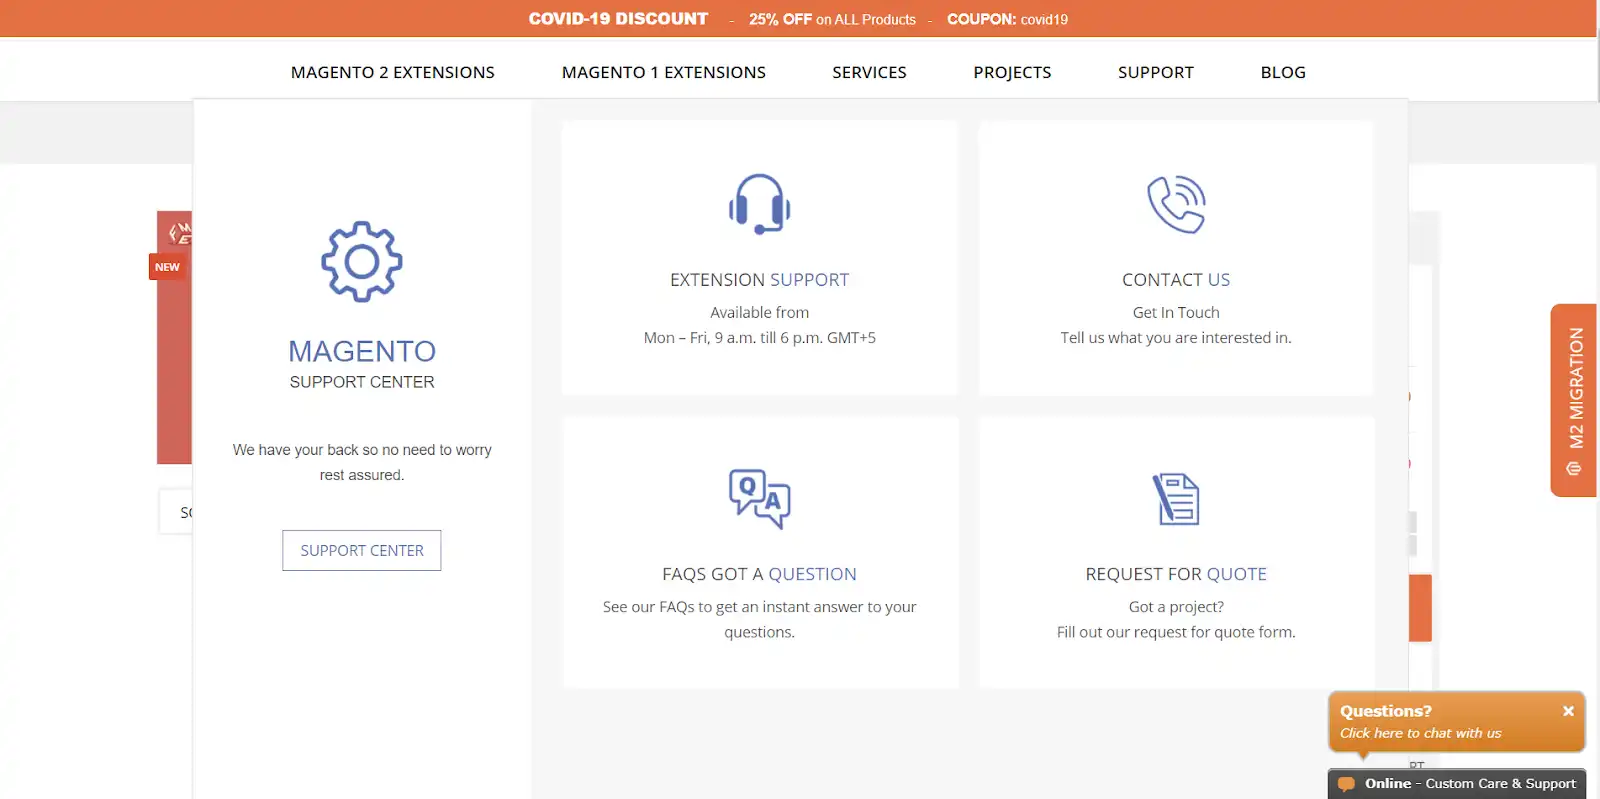 COVID-19 DISCOUNT - 25% OFF on ALL Products - COUPON: covid19
MAGENTO 2 EXTENSIONS MAGENTO 1 EXTENSIONS SERVICES PROJECTS SUPPORT BLOG
NEW
MAGENTO
SUPPORT CENTER
We have your back so no need to worry
rest assured.
SUPPORT CENTER
EXTENSION SUPPORT
Available from
Mon – Fri, 9 a.m. till 6 p.m. GMT+5
CONTACT US
Get In Touch
Tell us what you are interested in.
Q A
FAQS GOT A QUESTION
See our FAQs to get an instant answer to your
questions.
REQUEST FOR QUOTE
Got a project?
Fill out our request for quote form.
M2 MIGRATION
Questions?
Click here to chat with us
Online - Custom Care & Support